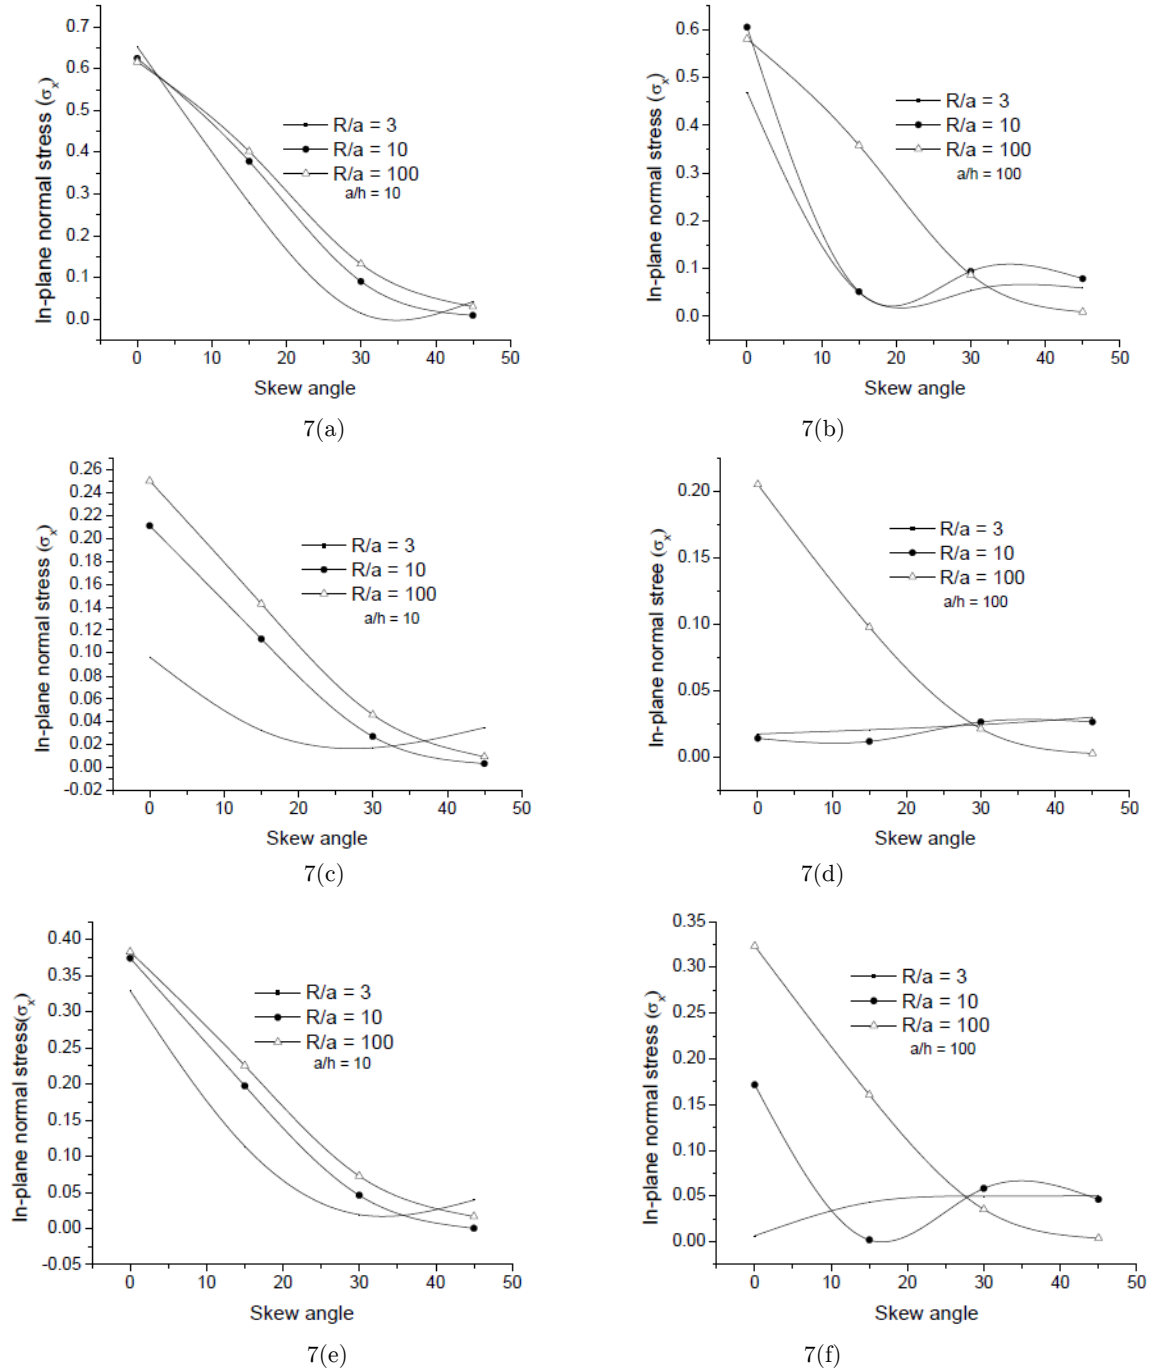 0.7
0.6
0.5
0.4
0.3
0.2
0.1
0.0
In-plane normal stress (σx)
R/a = 3
R/a = 10
R/a = 100
a/h = 10
0 10 20 30 40 50
Skew angle
7(a)
0.6
0.5
0.4
0.3
0.2
0.1
0.0
In-plane normal stress (σx)
R/a = 3
R/a = 10
R/a = 100
a/h = 100
0 10 20 30 40 50
Skew angle
7(b)
0.26
0.24
0.22
0.20
0.18
0.16
0.14
0.12
0.10
0.08
0.06
0.04
0.02
0.00
-0.02
In-plane normal stress (σx)
R/a = 3
R/a = 10
R/a = 100
a/h = 10
0 10 20 30 40 50
Skew angle
7(c)
0.20
0.15
0.10
0.05
0.00
In-plane normal stree (σx)
R/a = 3
R/a = 10
R/a = 100
a/h = 100
0 10 20 30 40 50
Skew angle
7(d)
0.40
0.35
0.30
0.25
0.20
0.15
0.10
0.05
0.00
-0.05
In-plane normal stress(σx)
R/a = 3
R/a = 10
R/a = 100
a/h = 10
0 10 20 30 40 50
Skew angle
7(e)
0.35
0.30
0.25
0.20
0.15
0.10
0.05
0.00
In-plane normal stress (σx)
R/a = 3
R/a = 10
R/a = 100
a/h = 100
0 10 20 30 40 50
Skew angle
7(f)